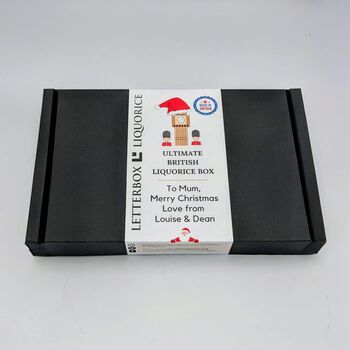 LETTERBOX LIQUORICE
ULTIMATE
BRITISH
LIQUORICE BOX
To Mum,
Merry Christmas
Love from
Louise & Dean